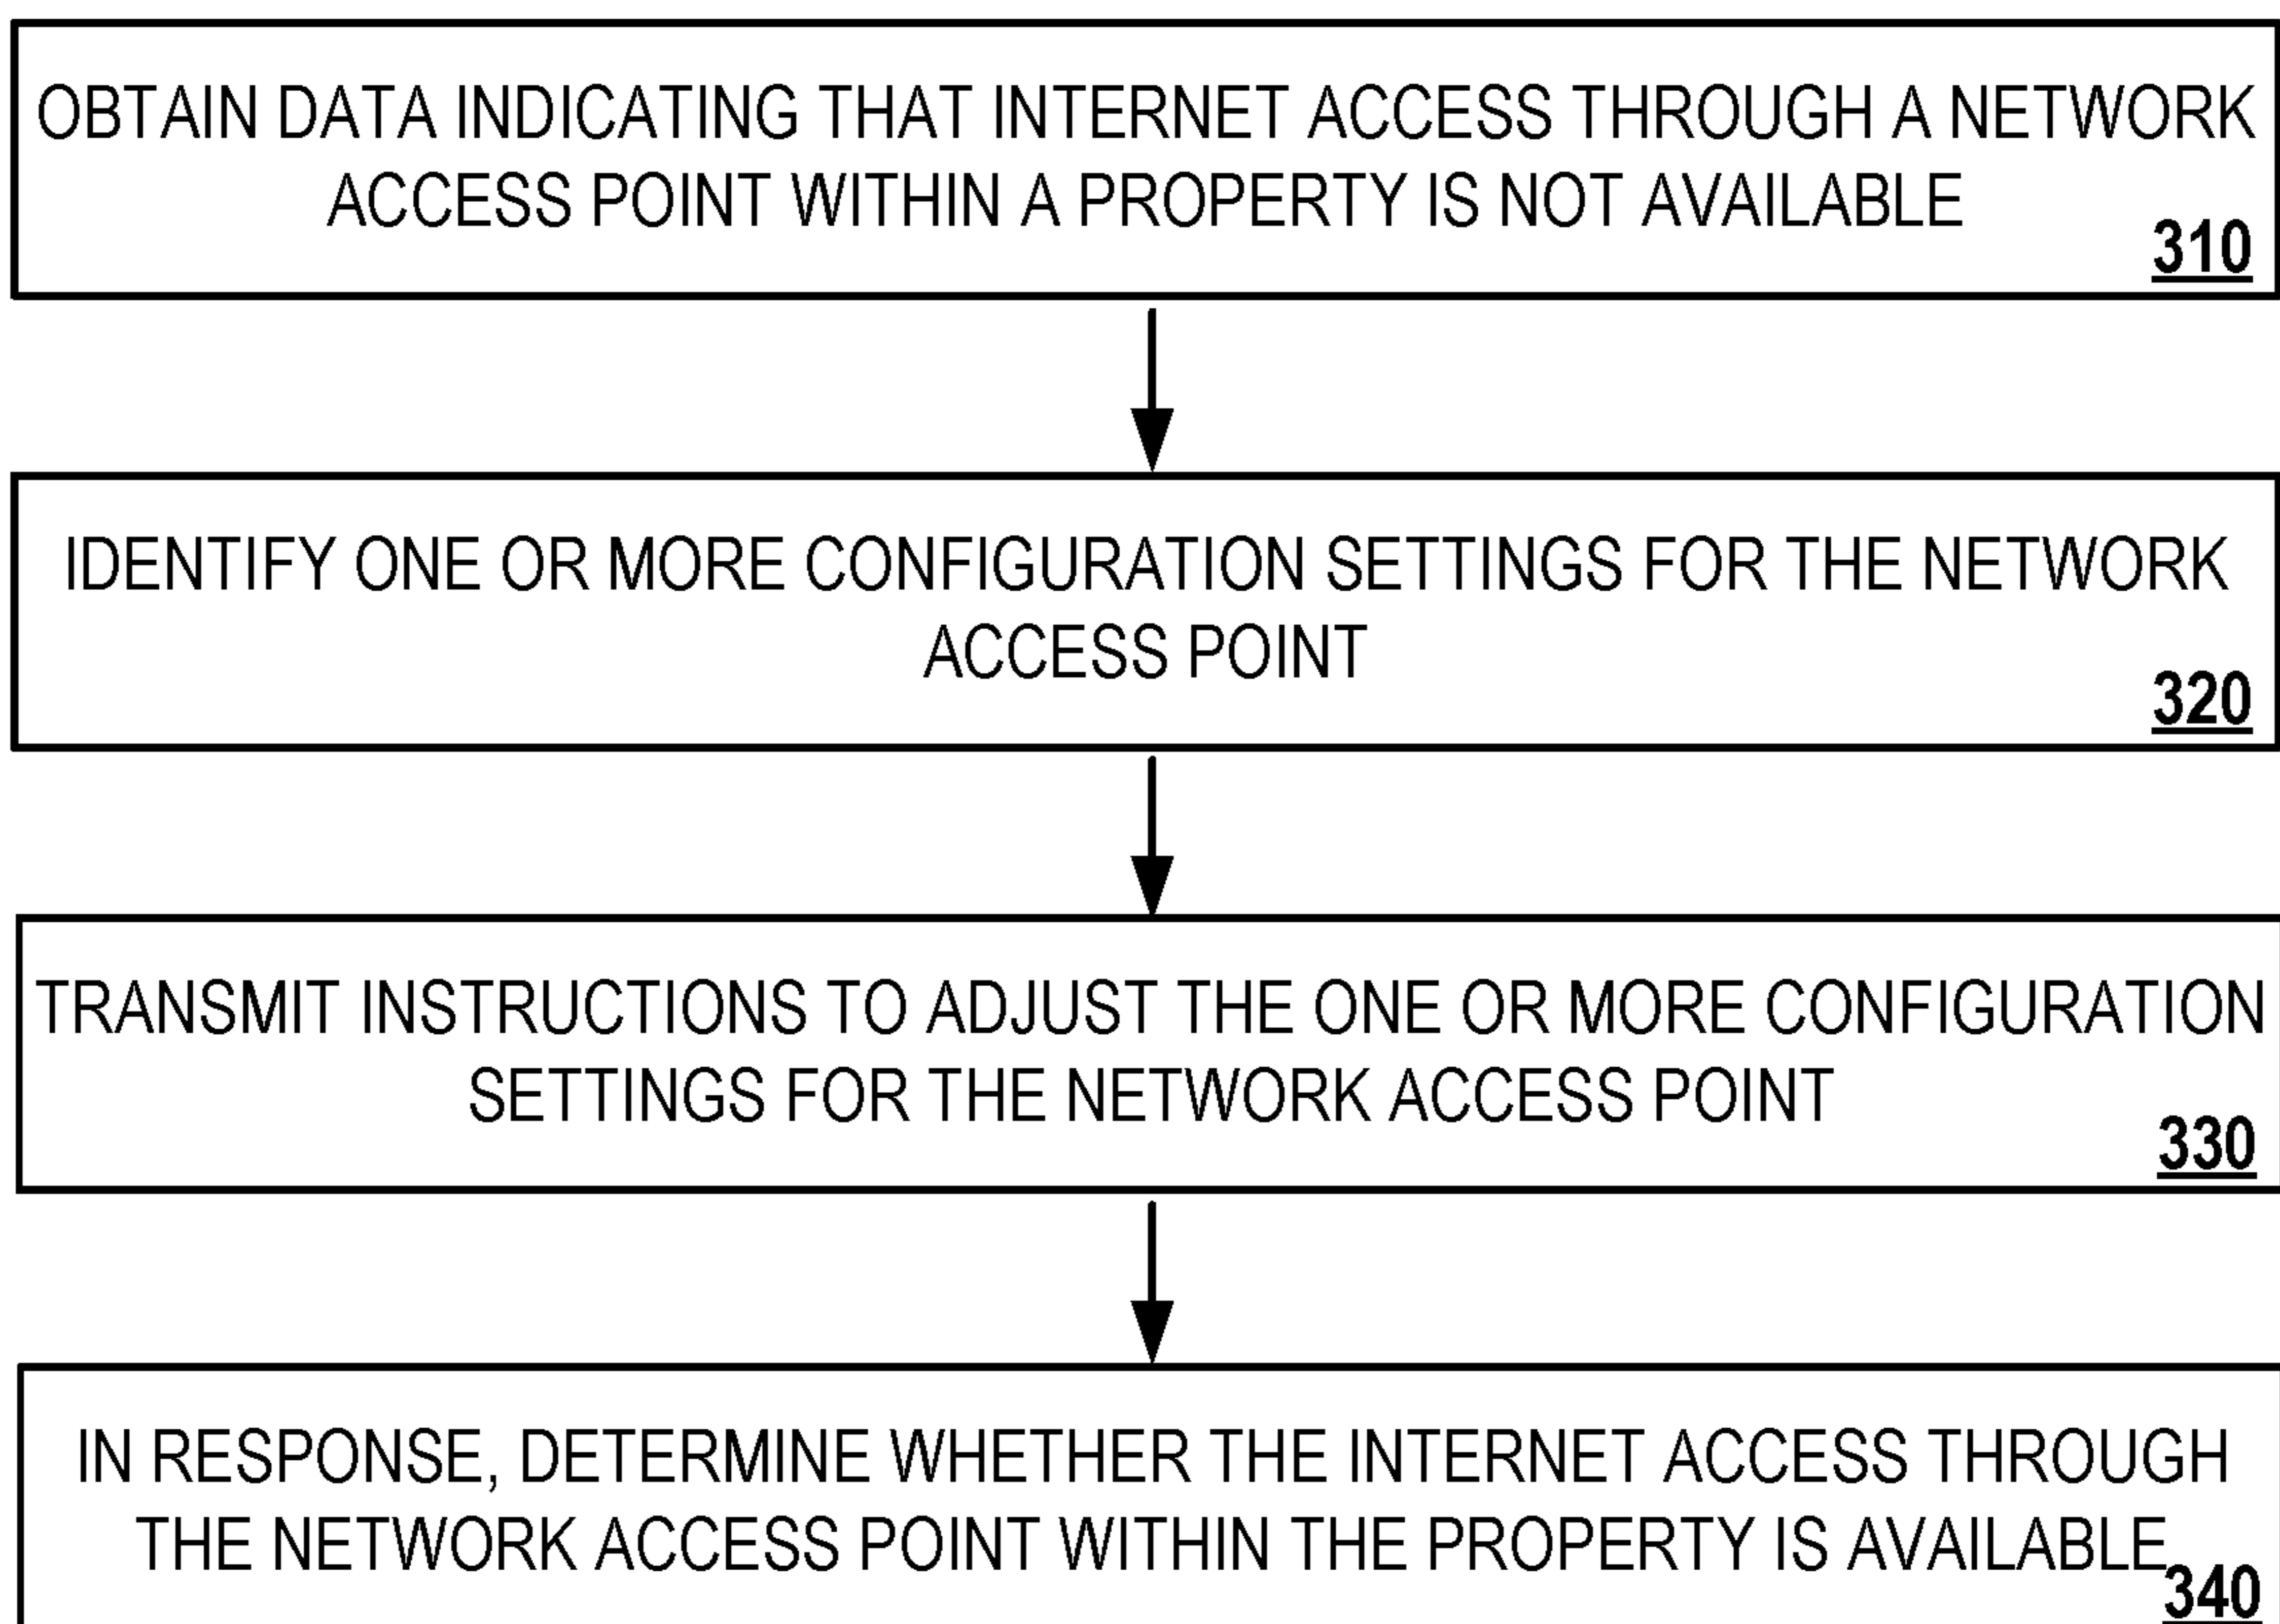 OBTAIN DATA INDICATING THAT INTERNET ACCESS THROUGH A NETWORK
ACCESS POINT WITHIN A PROPERTY IS NOT AVAILABLE
310
IDENTIFY ONE OR MORE CONFIGURATION SETTINGS FOR THE NETWORK
ACCESS POINT
320
TRANSMIT INSTRUCTIONS TO ADJUST THE ONE OR MORE CONFIGURATION
SETTINGS FOR THE NETWORK ACCESS POINT
330
IN RESPONSE, DETERMINE WHETHER THE INTERNET ACCESS THROUGH
THE NETWORK ACCESS POINT WITHIN THE PROPERTY IS AVAILABLE
340